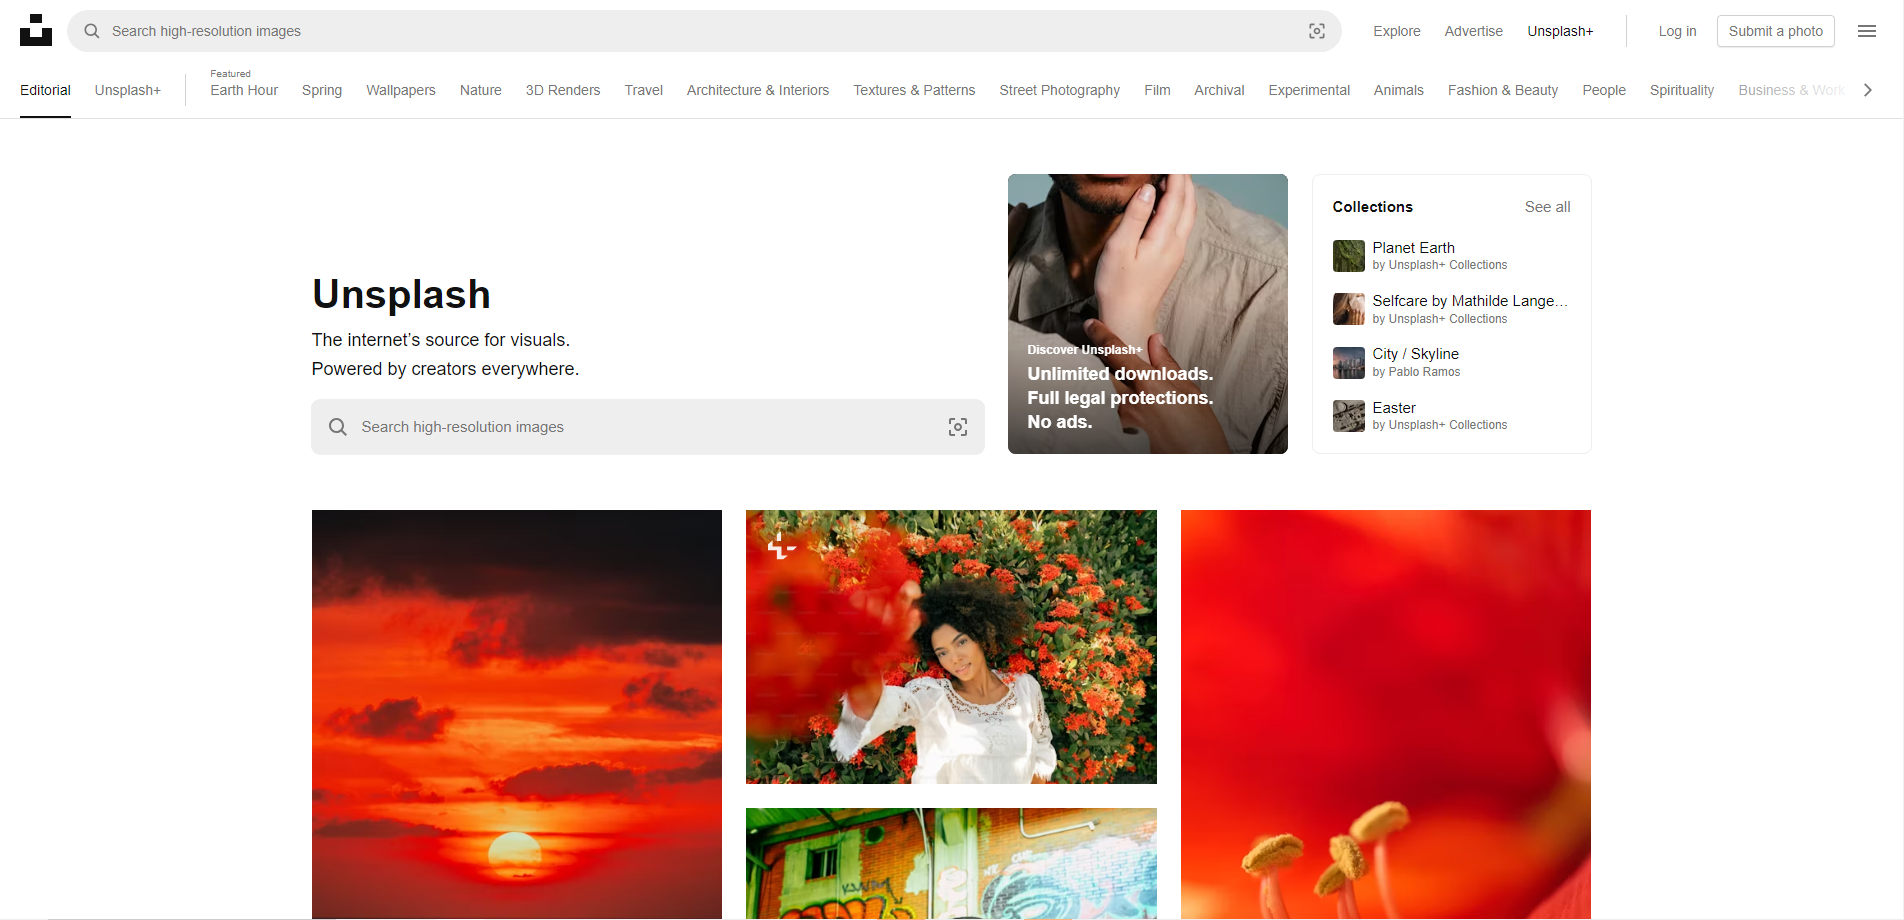 Search high-resolution images
Explore
Advertise
Unsplash+
Log in
Submit a photo
Editorial
Unsplash+
Featured
Earth Hour
Spring
Wallpapers
Nature
3D Renders
Travel
Architecture & Interiors
Textures & Patterns
Street Photography
Film
Archival
Experimental
Animals
Fashion & Beauty
People
Spirituality
Business & Work
Unsplash
The internet’s source for visuals.
Powered by creators everywhere.
Search high-resolution images
Discover Unsplash+
Unlimited downloads.
Full legal protections.
No ads.
Collections
See all
Planet Earth
by Unsplash+ Collections
Selfcare by Mathilde Lange…
by Unsplash+ Collections
City / Skyline
by Pablo Ramos
Easter
by Unsplash+ Collections